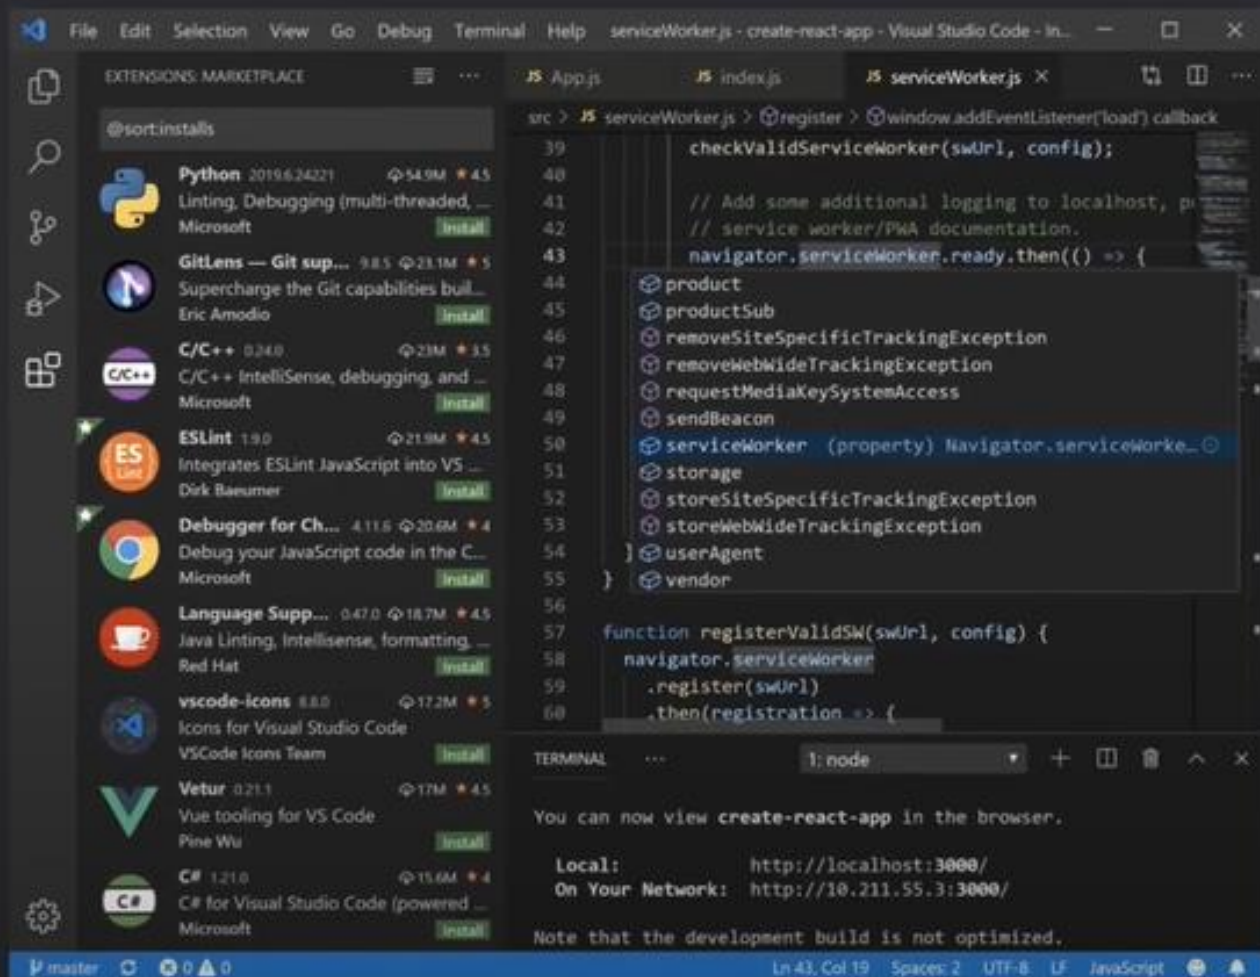 File Edit Selection View Go Debug Terminal Help serviceWorker.js - create-react-app - Visual Studio Code - In...
EXTENSIONS: MARKETPLACE
@sort:installs
Python 2019.6.24221 54.9M 4.5
Linting, Debugging (multi-threaded, ...
Microsoft Install
GitLens — Git sup... 9.8.5 23.1M 5
Supercharge the Git capabilities buil...
Eric Amodio Install
C/C++
C/C++ 0.24.0 23M 3.5
C/C++ IntelliSense, debugging, and ...
Microsoft Install
ES
Lint
ESLint 1.9.0 21.9M 4.5
Integrates ESLint JavaScript into VS ...
Dirk Baeumer Install
Debugger for Ch... 4.11.6 20.6M 4
Debug your JavaScript code in the C...
Microsoft Install
Language Supp... 0.47.0 18.7M 4.5
Java Linting, Intellisense, formatting, ...
Red Hat Install
vscode-icons 8.8.0 17.2M 5
Icons for Visual Studio Code
VSCode Icons Team Install
Vetur 0.21.1 17M 4.5
Vue tooling for VS Code
Pine Wu Install
C#
C# 1.21.0 15.6M 4
C# for Visual Studio Code (powered ...
Microsoft Install
JS App.js JS index.js JS serviceWorker.js
src > JS serviceWorker.js > register > window.addEventListener('load') callback
39 checkValidServiceWorker(swUrl, config);
40
41 // Add some additional logging to localhost, p
42 // service worker/PWA documentation.
43 navigator.serviceWorker.ready.then(() => {
44 product
45 productSub
46 removeSiteSpecificTrackingException
47 removeWebWideTrackingException
48 requestMediaKeySystemAccess
49 sendBeacon
50 serviceWorker (property) Navigator.serviceWorke...
51 storage
52 storeSiteSpecificTrackingException
53 storeWebWideTrackingException
54 userAgent
55 } vendor
56
57 function registerValidSW(swUrl, config) {
58 navigator.serviceWorker
59 .register(swUrl)
60 .then(registration => {
TERMINAL ... 1: node
You can now view create-react-app in the browser.
Local: http://localhost:3000/
On Your Network: http://10.211.55.3:3000/
Note that the development build is not optimized.
master 0 0 Ln 43, Col 19 Spaces: 2 UTF-8 LF JavaScript